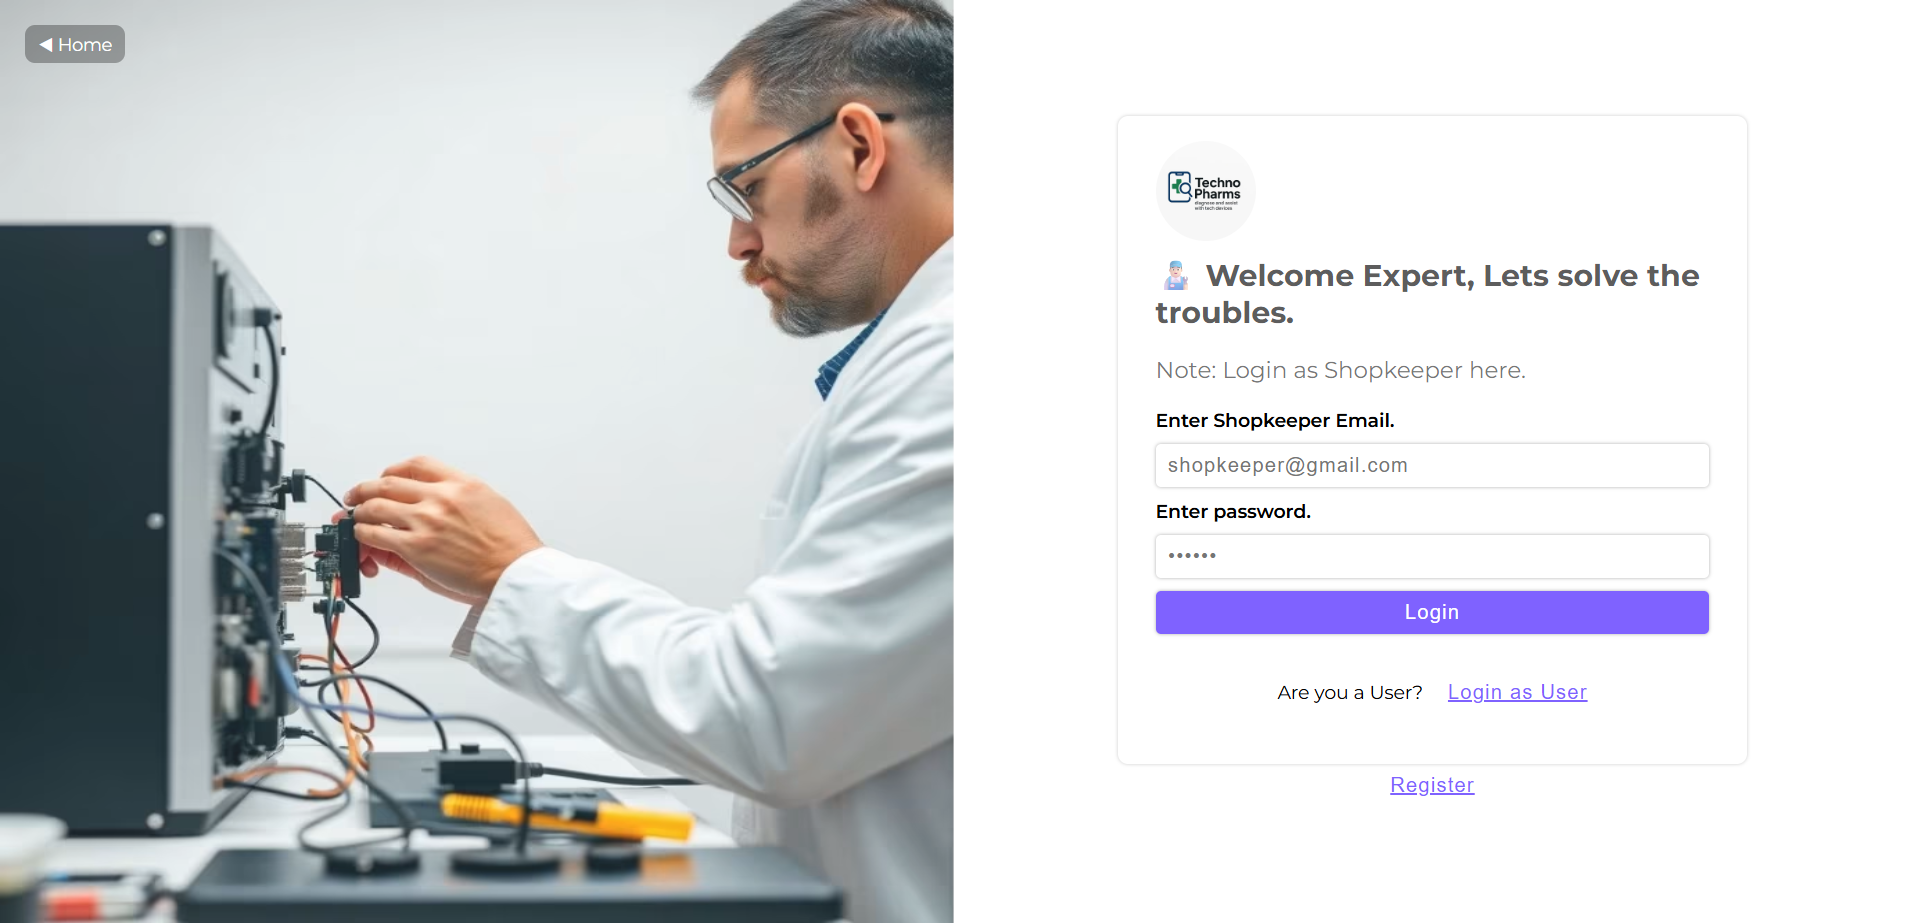 ◀ Home
Techno
Pharms
diagnose and assist
with tech devices
Welcome Expert, Lets solve the
troubles.
Note: Login as Shopkeeper here.
Enter Shopkeeper Email.
shopkeeper@gmail.com
Enter password.
••••••
Login
Are you a User? Login as User
Register